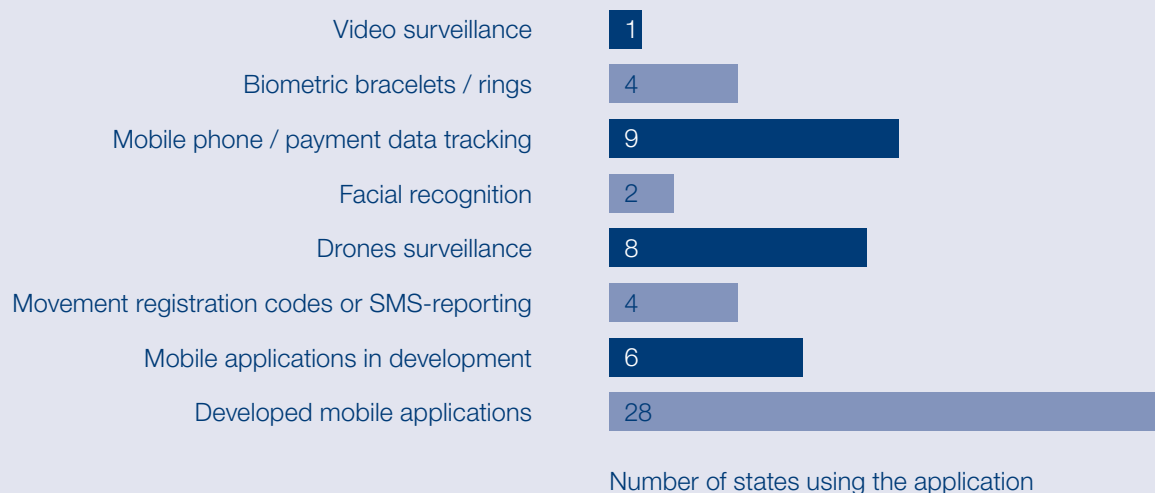 Video surveillance 1
Biometric bracelets / rings 4
Mobile phone / payment data tracking 9
Facial recognition 2
Drones surveillance 8
Movement registration codes or SMS-reporting 4
Mobile applications in development 6
Developed mobile applications 28
Number of states using the application